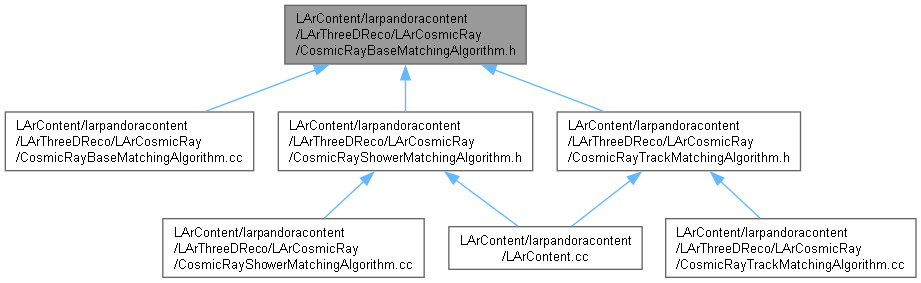 LArContent/larpandoracontent
/LArThreeDReco/LArCosmicRay
/CosmicRayBaseMatchingAlgorithm.h
LArContent/larpandoracontent
/LArThreeDReco/LArCosmicRay
/CosmicRayBaseMatchingAlgorithm.cc
LArContent/larpandoracontent
/LArThreeDReco/LArCosmicRay
/CosmicRayShowerMatchingAlgorithm.h
LArContent/larpandoracontent
/LArThreeDReco/LArCosmicRay
/CosmicRayTrackMatchingAlgorithm.h
LArContent/larpandoracontent
/LArThreeDReco/LArCosmicRay
/CosmicRayShowerMatchingAlgorithm.cc
LArContent/larpandoracontent
/LArContent.cc
LArContent/larpandoracontent
/LArThreeDReco/LArCosmicRay
/CosmicRayTrackMatchingAlgorithm.cc